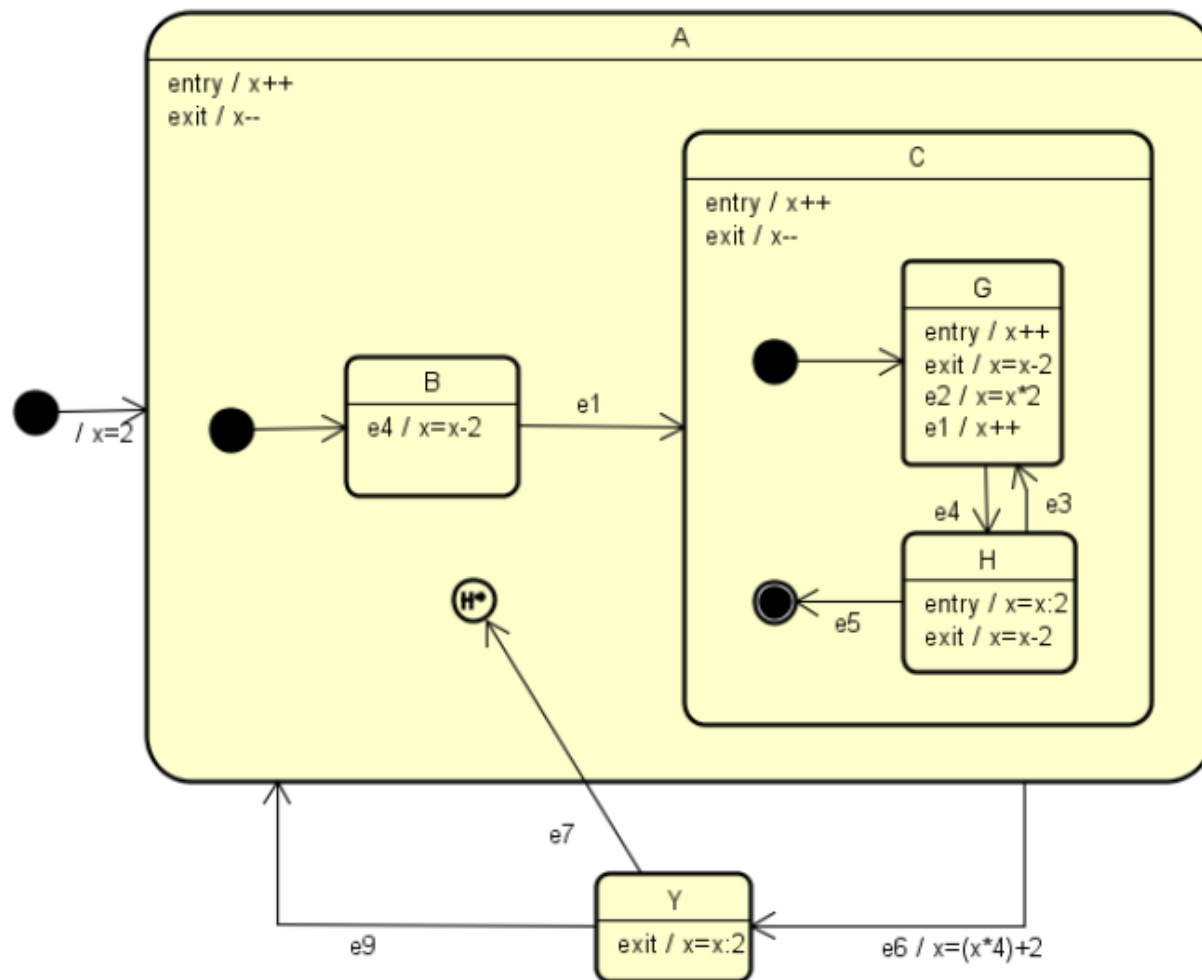 A
entry / x++
exit / x--
C
entry / x++
exit / x--
G
entry / x++
exit / x=x-2
e2 / x=x*2
e1 / x++
B
e4 / x=x-2
e1
/ x=2
e4
e3
H
entry / x=x:2
exit / x=x-2
e5
H*
e7
Y
exit / x=x:2
e9
e6 / x=(x*4)+2